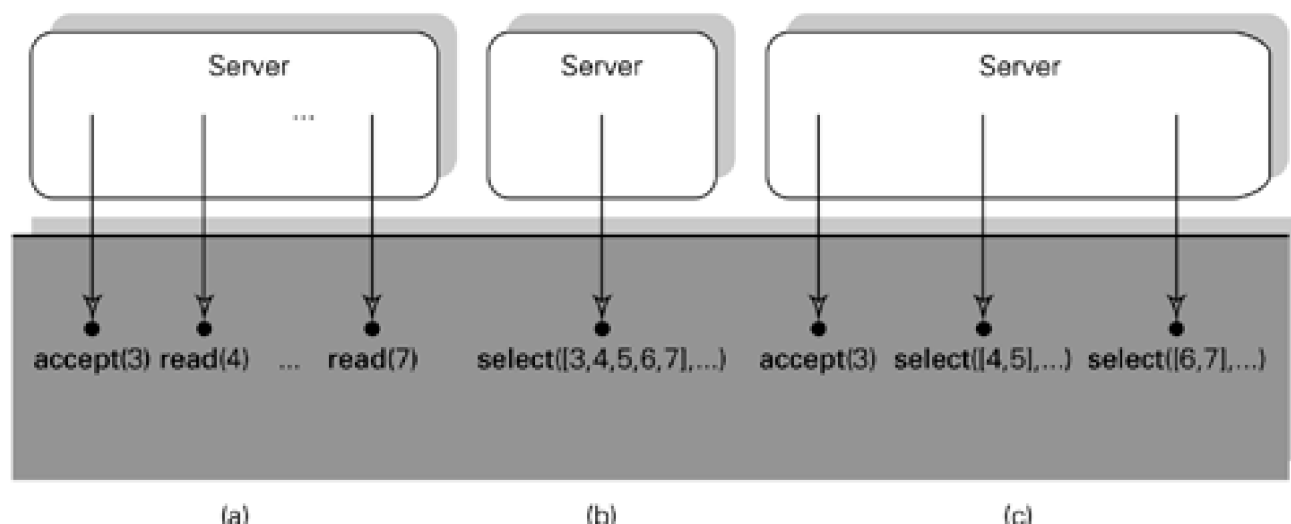 Server Server Server
...
accept(3) read(4) ... read(7) select([3,4,5,6,7],...) accept(3) select([4,5],...) select([6,7],...)
(a) (b) (c)